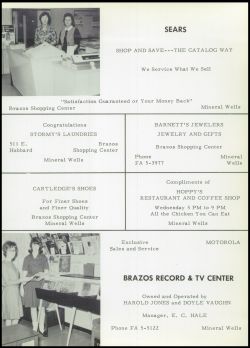 SEARS
SHOP AND SAVE---THE CATALOG WAY
We Service What We Sell
"Satisfaction Guaranteed or Your Money Back"
Brazos Shopping Center
Mineral Wells
Congratulations
STORMY'S LAUNDRIES
511 E. Hubbard
Brazos Shopping Center
Mineral Wells
BARNETT'S JEWELERS
JEWELRY AND GIFTS
Brazos Shopping Center
Phone FA 5-3977
Mineral Wells
CARTLEDGE'S SHOES
For Finer Shoes
and Finer Quality
Brazos Shopping Center
Mineral Wells
Compliments of
HOPPY'S
RESTAURANT AND COFFEE SHOP
Wednesday 5 PM to 9 PM
All the Chicken You Can Eat
Mineral Wells
Exclusive
Sales and Service
MOTOROLA
BRAZOS RECORD & TV CENTER
Owned and Operated by
HAROLD JONES and DOYLE VAUGHN
Manager, E. C. HALE
Phone FA 5-5122
Mineral Wells